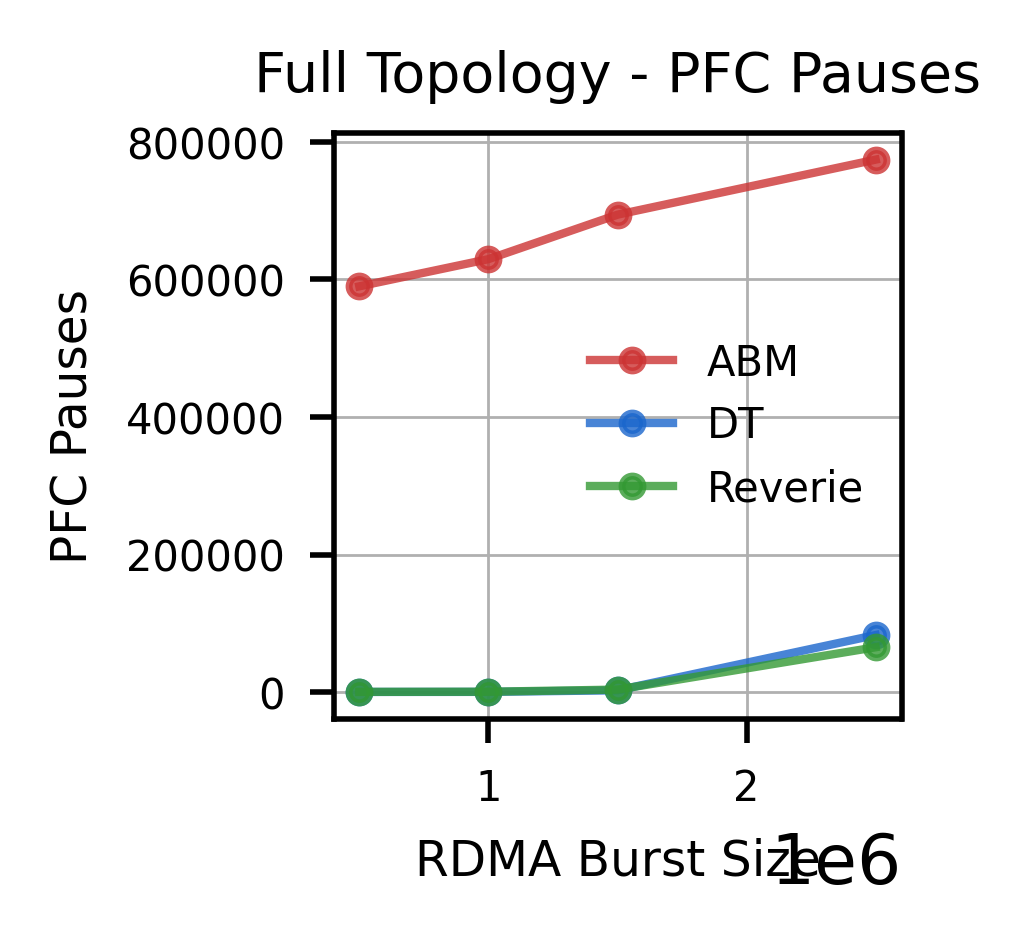 Full Topology - PFC Pauses
800000
600000
400000
200000
0
PFC Pauses
ABM
DT
Reverie
1
2
RDMA Burst Size
1e6